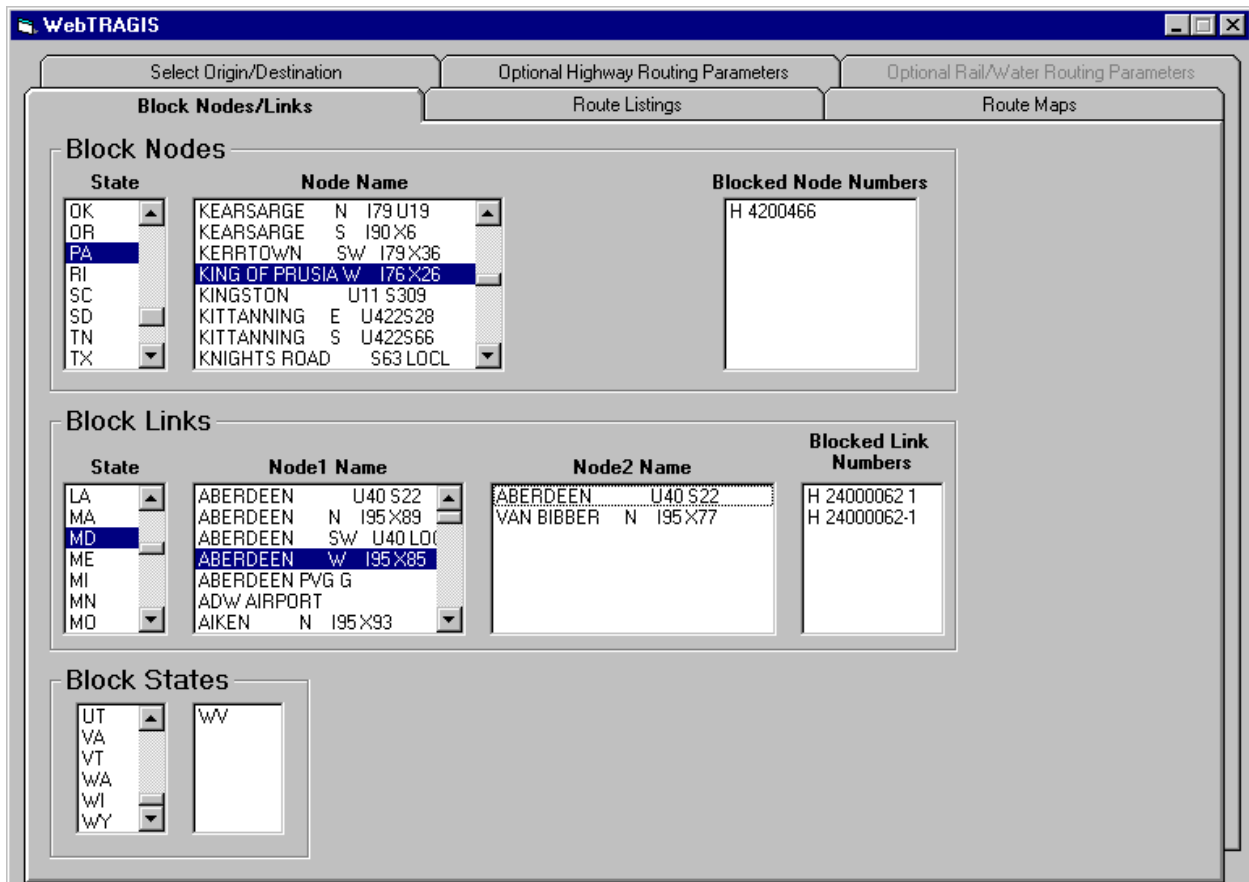 WebTRAGIS
Select Origin/Destination
Optional Highway Routing Parameters
Optional Rail/Water Routing Parameters
Block Nodes/Links
Route Listings
Route Maps
Block Nodes
State
Node Name
Blocked Node Numbers
OK
OR
PA
RI
SC
SD
TN
TX
KEARSARGE N I79 U19
KEARSARGE S I90 X6
KERRTOWN SW I79 X36
KING OF PRUSIA W I76 X26
KINGSTON U11 S309
KITTANNING E U422S28
KITTANNING S U422S66
KNIGHTS ROAD S63 LOCL
H 4200466
Block Links
State
Node1 Name
Node2 Name
Blocked Link
Numbers
LA
MA
MD
ME
MI
MN
MO
ABERDEEN U40 S22
ABERDEEN N I95 X89
ABERDEEN SW U40 LO
ABERDEEN W I95 X85
ABERDEEN PVG G
ADW AIRPORT
AIKEN N I95 X93
ABERDEEN U40 S22
VAN BIBBER N I95 X77
H 24000062 1
H 24000062-1
Block States
UT
VA
VT
WA
WI
WY
WV